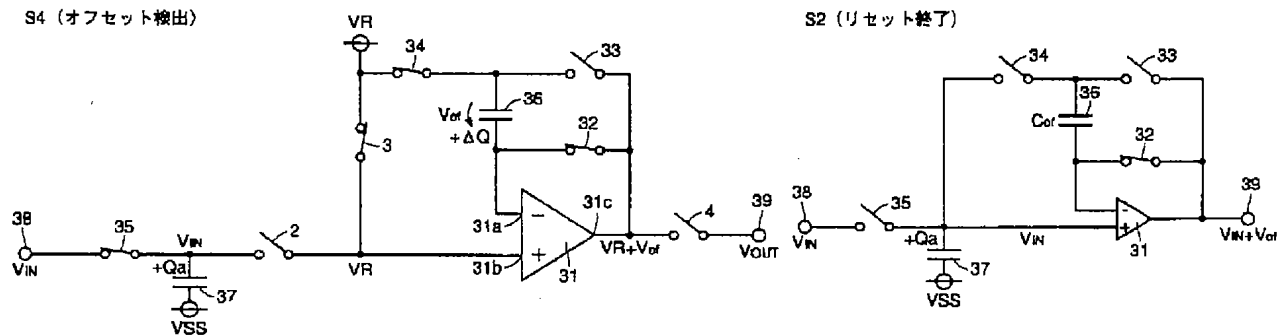 S4（オフセット検出）
VR
34
33
36
Vof
+ΔQ
32
3
38
VIN
35
VIN
+Qa
37
VSS
2
VR
31a
31b
31c
31
−
+
VR+Vof
4
39
VOUT
S2（リセット終了）
34
33
36
Cof
32
38
VIN
35
+Qa
37
VSS
VIN
−
+
31
39
VIN+Vof